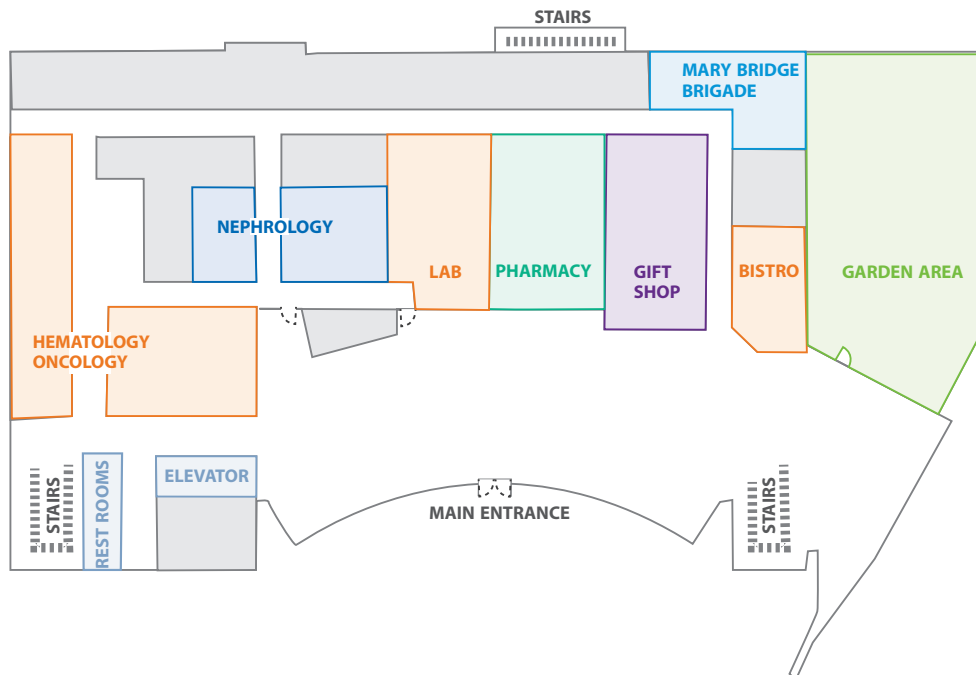 STAIRS
MARY BRIDGE
BRIGADE
NEPHROLOGY
LAB
PHARMACY
GIFT
SHOP
BISTRO
GARDEN AREA
HEMATOLOGY
ONCOLOGY
STAIRS
REST ROOMS
ELEVATOR
MAIN ENTRANCE
STAIRS